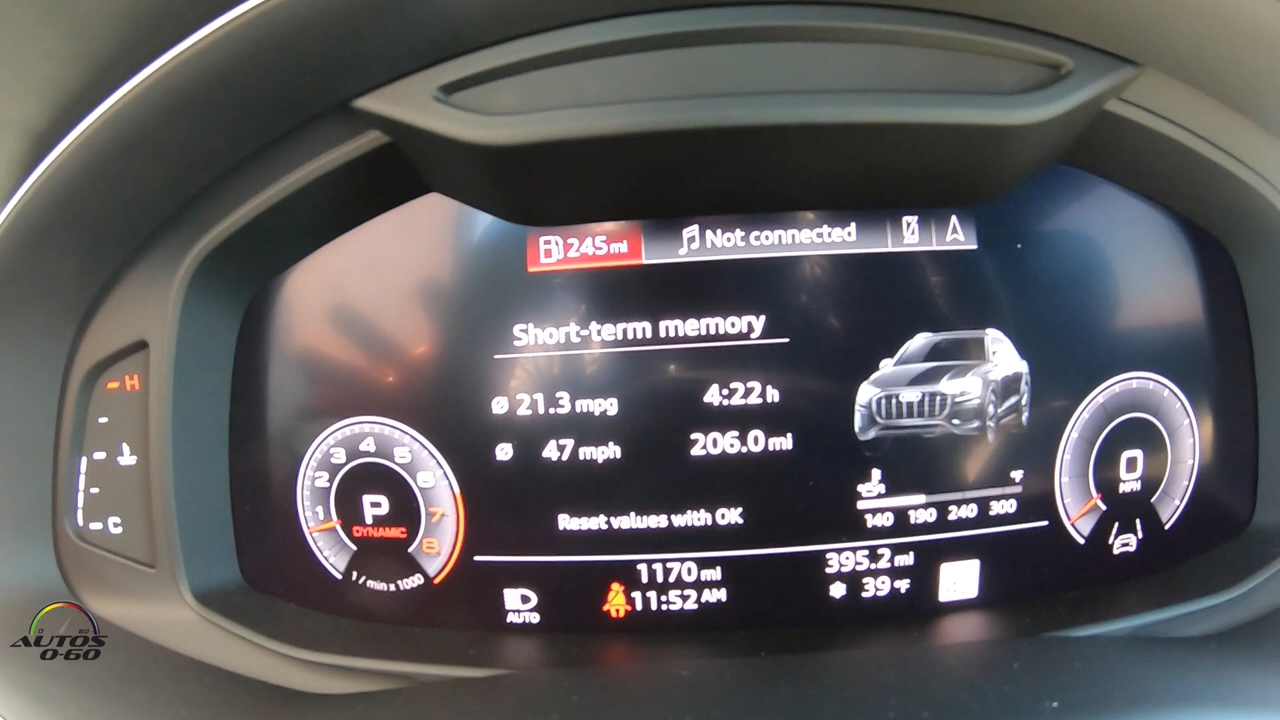 245 mi Not connected
Short-term memory
Ø 21.3 mpg 4:22 h
Ø 47 mph 206.0 mi
Reset values with OK
H
C
1 2 3 4 5 6 7 8
P
DYNAMIC
1 / min x 1000
°F
140 190 240 300
0
MPH
AUTO
1170 mi
11:52 AM
395.2 mi
39 °F
0 60
AUTOS
0-60